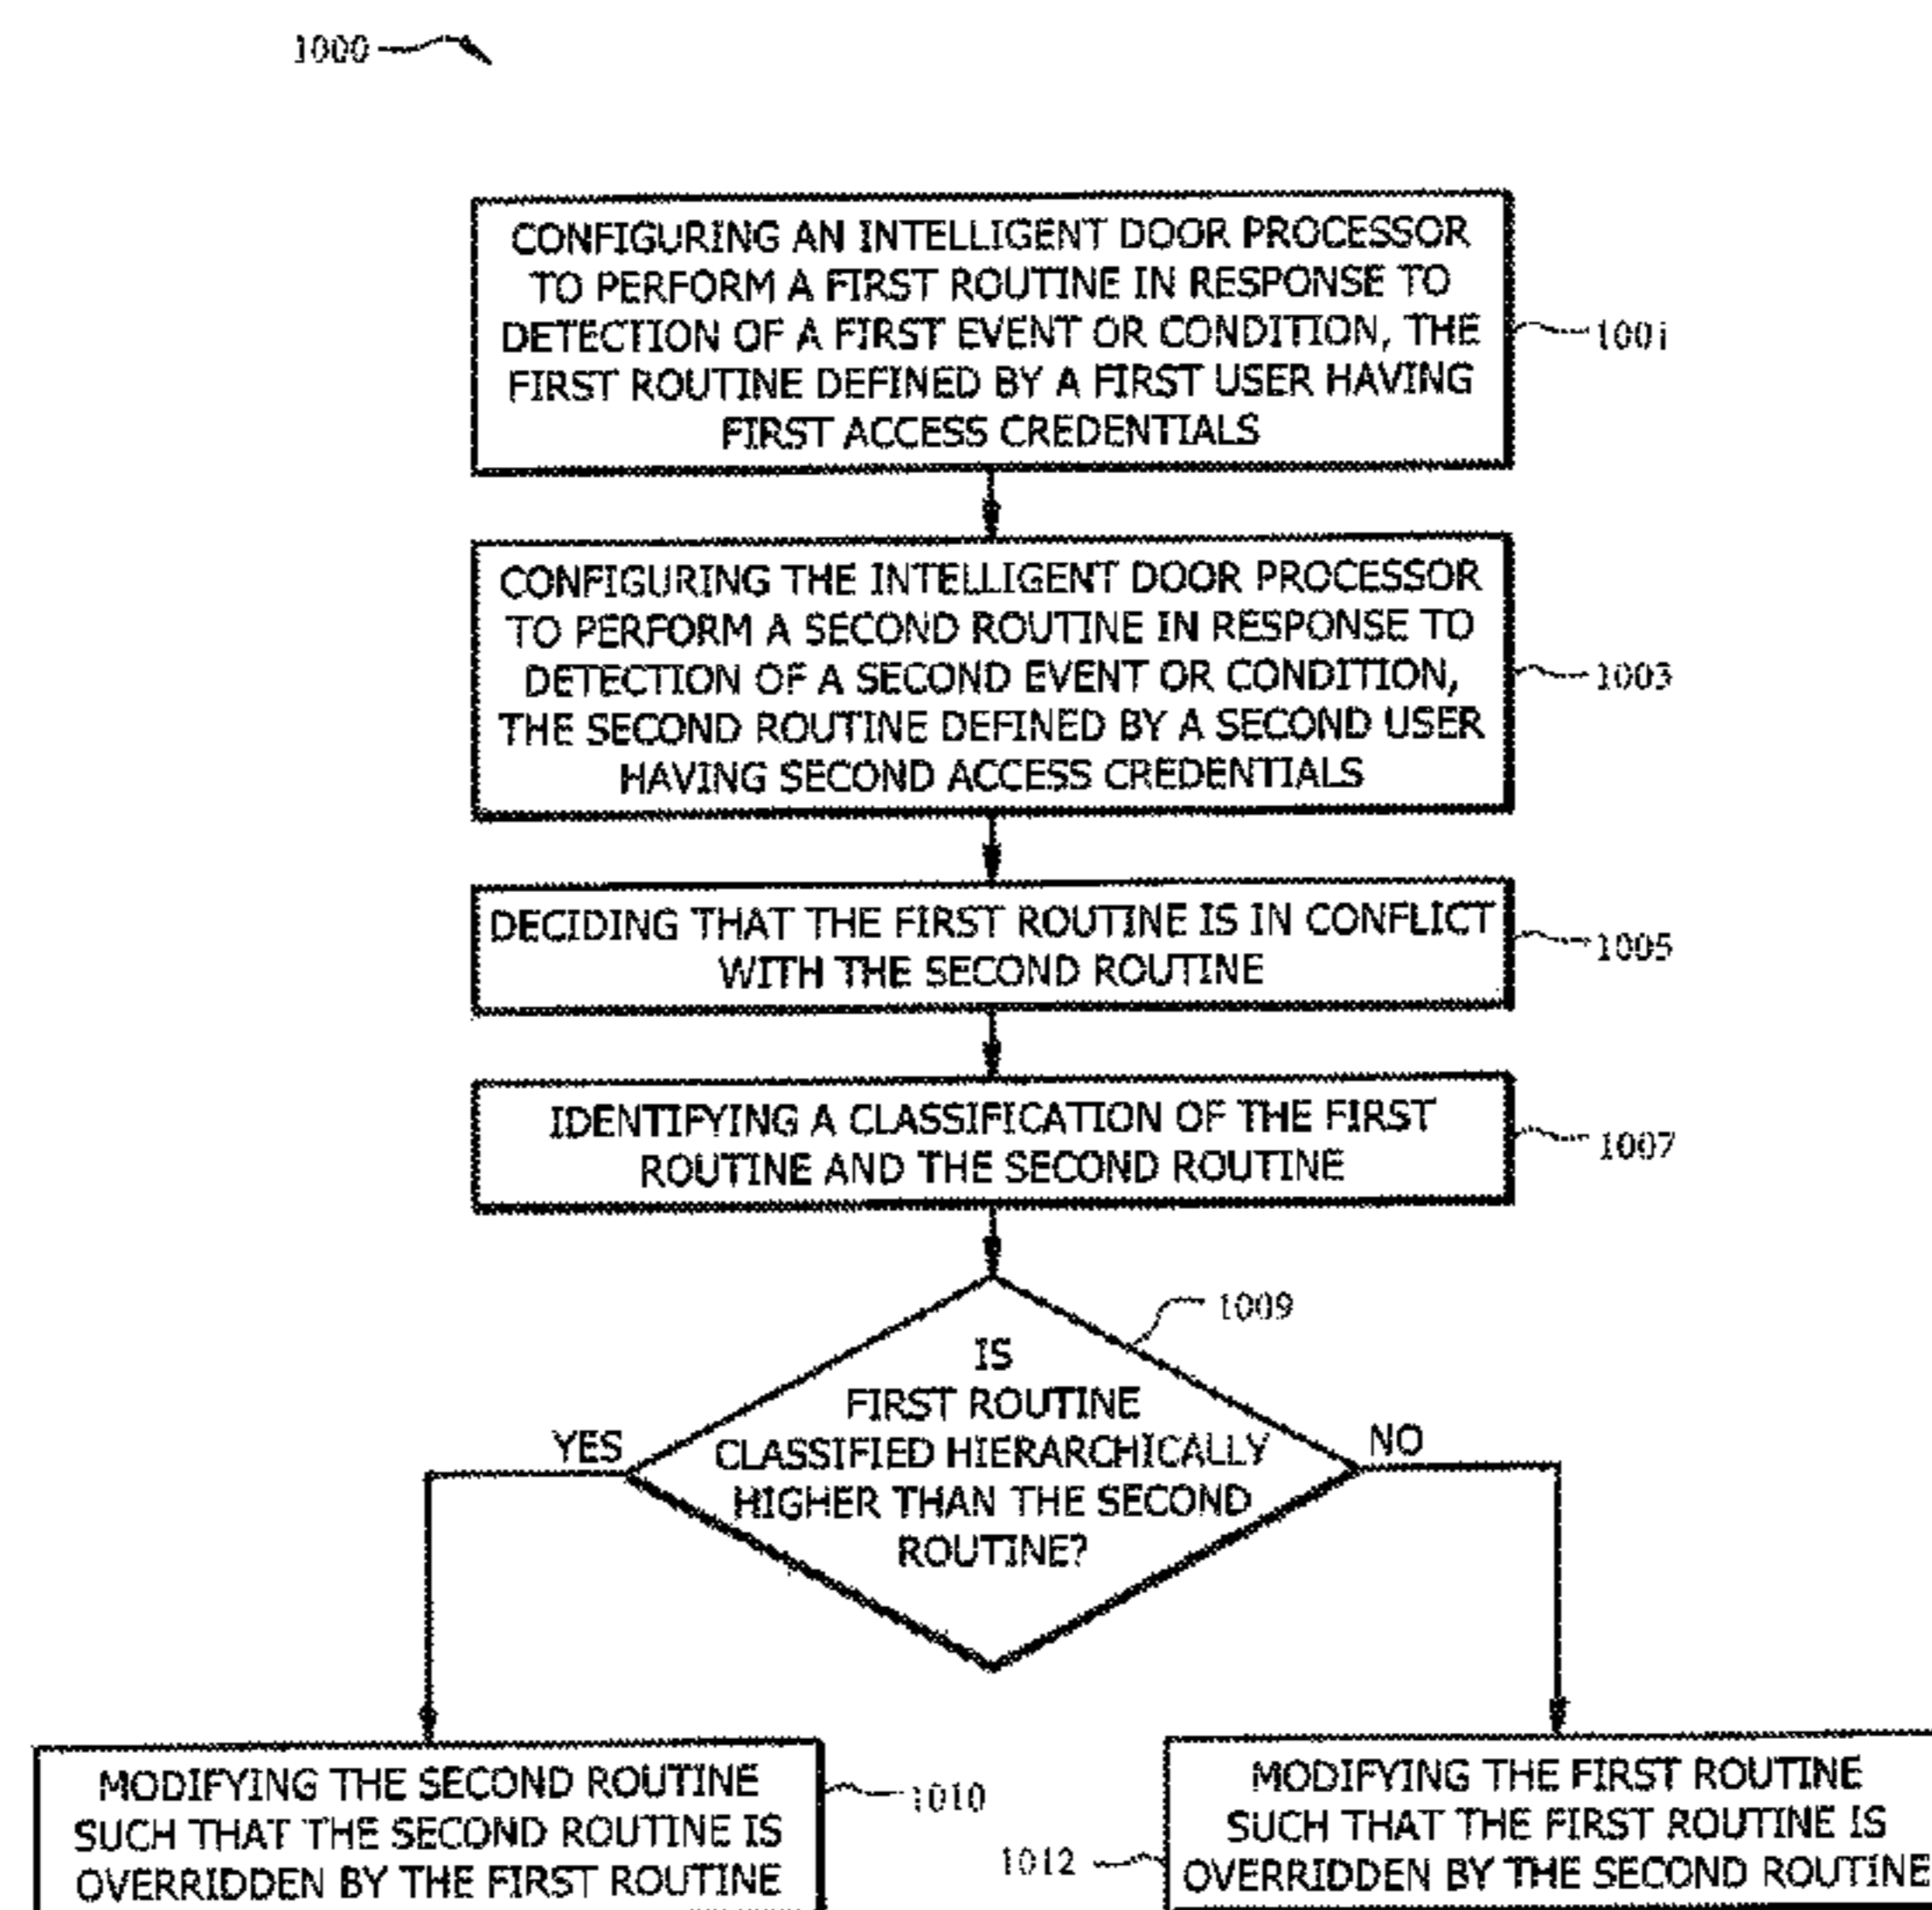 1000
CONFIGURING AN INTELLIGENT DOOR PROCESSOR
TO PERFORM A FIRST ROUTINE IN RESPONSE TO
DETECTION OF A FIRST EVENT OR CONDITION, THE
FIRST ROUTINE DEFINED BY A FIRST USER HAVING
FIRST ACCESS CREDENTIALS
1001
CONFIGURING THE INTELLIGENT DOOR PROCESSOR
TO PERFORM A SECOND ROUTINE IN RESPONSE TO
DETECTION OF A SECOND EVENT OR CONDITION,
THE SECOND ROUTINE DEFINED BY A SECOND USER
HAVING SECOND ACCESS CREDENTIALS
1003
DECIDING THAT THE FIRST ROUTINE IS IN CONFLICT
WITH THE SECOND ROUTINE
1005
IDENTIFYING A CLASSIFICATION OF THE FIRST
ROUTINE AND THE SECOND ROUTINE
1007
1009
IS
FIRST ROUTINE
CLASSIFIED HIERARCHICALLY
HIGHER THAN THE SECOND
ROUTINE?
YES
NO
MODIFYING THE SECOND ROUTINE
SUCH THAT THE SECOND ROUTINE IS
OVERRIDDEN BY THE FIRST ROUTINE
1010
1012
MODIFYING THE FIRST ROUTINE
SUCH THAT THE FIRST ROUTINE IS
OVERRIDDEN BY THE SECOND ROUTINE